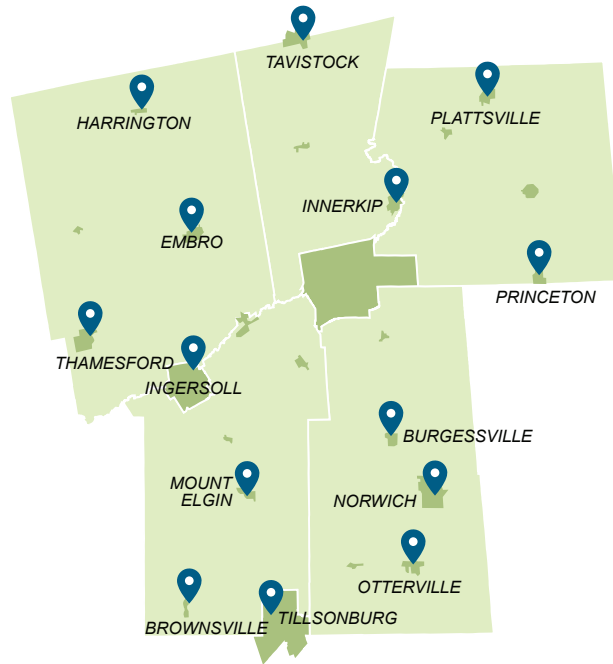 TAVISTOCK
HARRINGTON
PLATTSVILLE
INNERKIP
EMBRO
PRINCETON
THAMESFORD
INGERSOLL
BURGESSVILLE
MOUNT
ELGIN
NORWICH
OTTERVILLE
BROWNSVILLE
TILLSONBURG